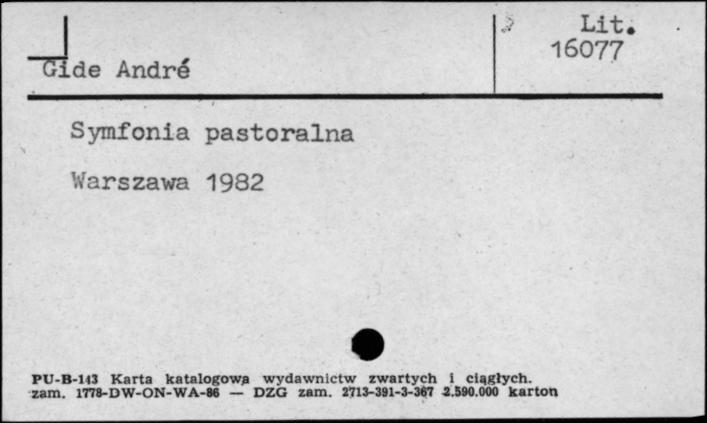 Lit.
16077
Gide André
Symfonia pastoralna
Warszawa 1982
PU-B-143 Karta katalogowa wydawnictw zwartych i ciągłych.
zam. 1778-DW-ON-WA-86 — DZG zam. 2713-391-3-367 2.590.000 karton